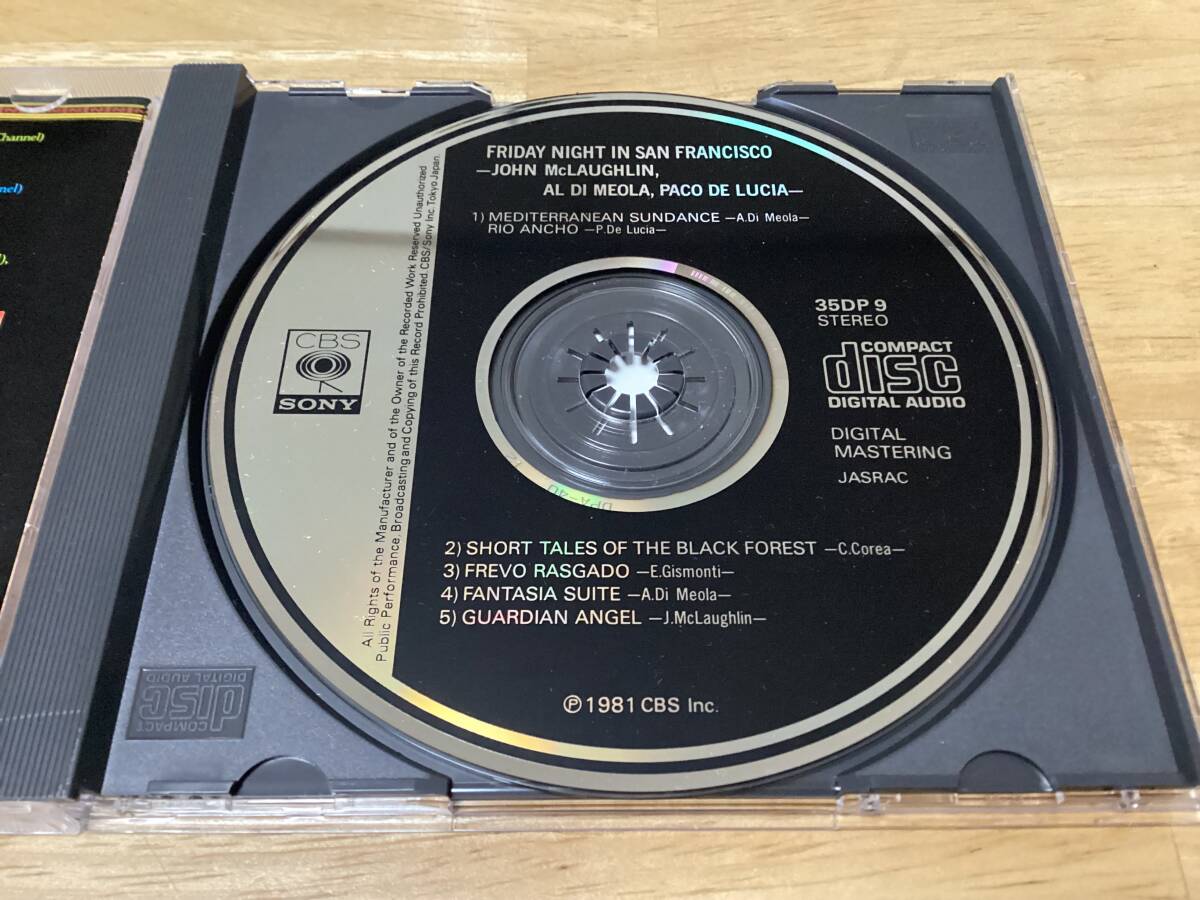 Channel)
nel)
FRIDAY NIGHT IN SAN FRANCISCO
—JOHN McLAUGHLIN,
AL DI MEOLA, PACO DE LUCIA—
1) MEDITERRANEAN SUNDANCE —A.Di Meola—
RIO ANCHO —P.De Lucia—
35DP 9
STEREO
COMPACT
disc
DIGITAL AUDIO
DIGITAL
MASTERING
JASRAC
CBS
SONY
All Rights of the Manufacturer and of the Owner of the Recorded Work Reserved Unauthorized
Public Performance, Broadcasting and Copying of this Record Prohibited. CBS/Sony Inc. Tokyo Japan.
2) SHORT TALES OF THE BLACK FOREST —C.Corea—
3) FREVO RASGADO —E.Gismonti—
4) FANTASIA SUITE —A.Di Meola—
5) GUARDIAN ANGEL —J.McLaughlin—
Ⓟ1981 CBS Inc.
COMPACT
disc
DIGITAL AUDIO